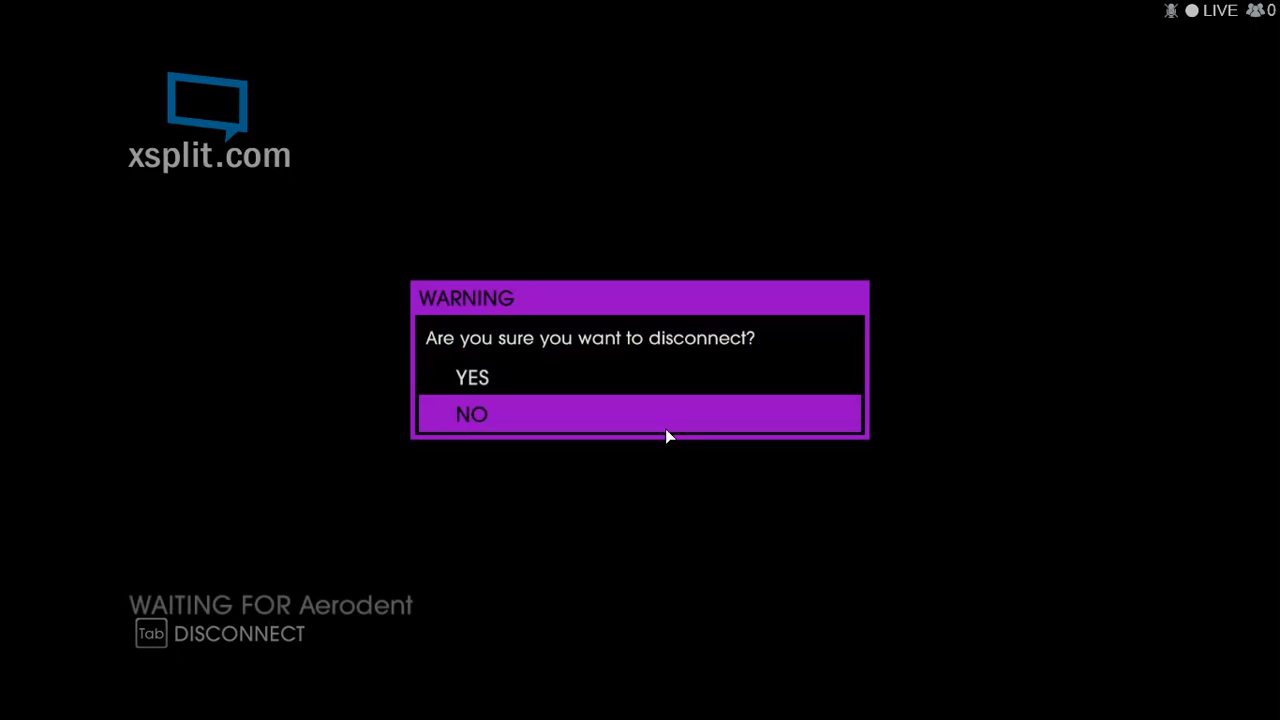 LIVE 0
xsplit.com
WARNING
Are you sure you want to disconnect?
YES
NO
WAITING FOR Aerodent
Tab DISCONNECT